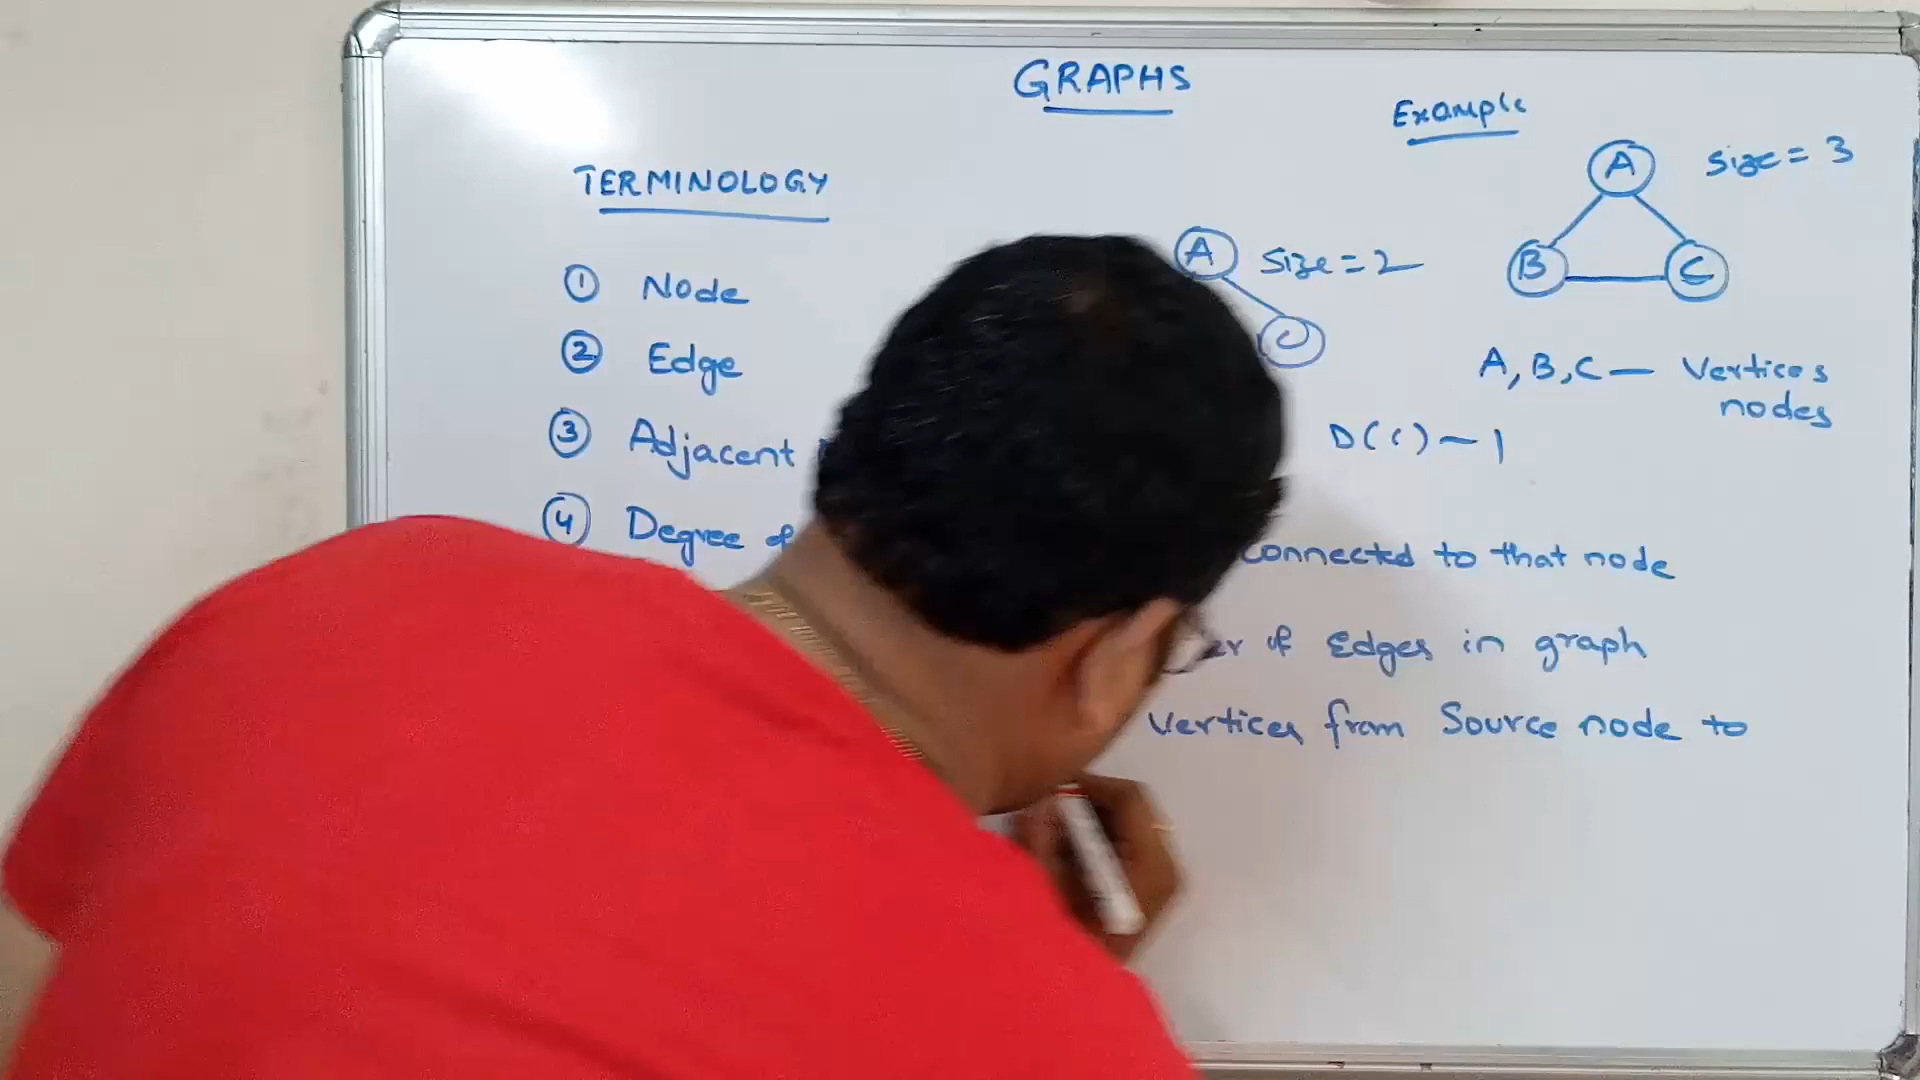 GRAPHS
Example
TERMINOLOGY
A size = 3
B C
A size = 2
C
① Node
② Edge
A, B, C — Vertices
nodes
③ Adjacent
D(C) — 1
④ Degree of
connected to that node
of Edges in graph
vertices from Source node to